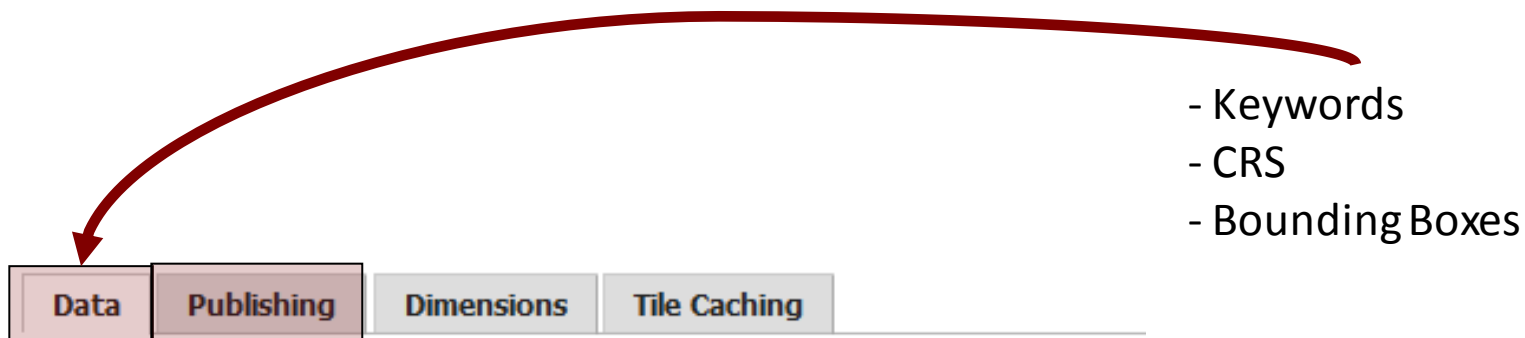 - Keywords
- CRS
- Bounding Boxes
Data Publishing Dimensions Tile Caching